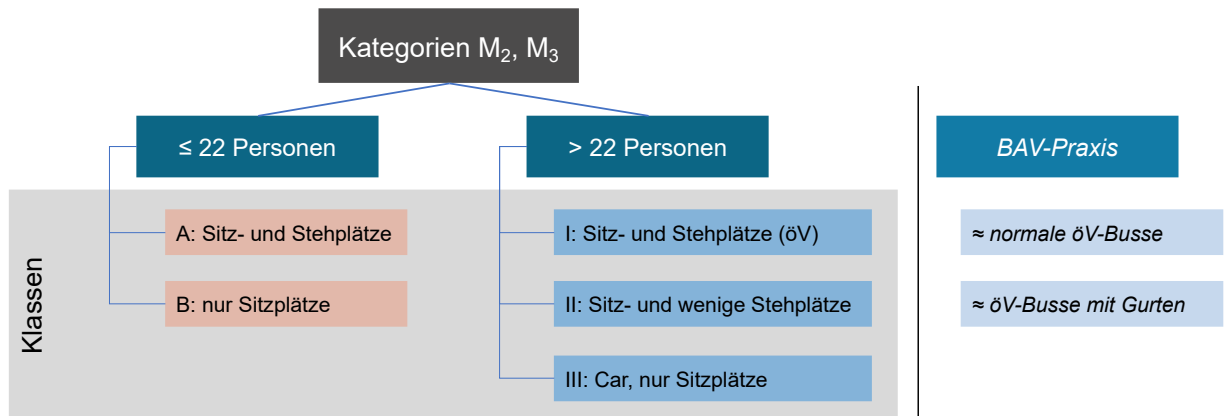 Kategorien M₂, M₃
≤ 22 Personen
> 22 Personen
BAV-Praxis
Klassen
A: Sitz- und Stehplätze
I: Sitz- und Stehplätze (öV)
≈ normale öV-Busse
B: nur Sitzplätze
II: Sitz- und wenige Stehplätze
≈ öV-Busse mit Gurten
III: Car, nur Sitzplätze